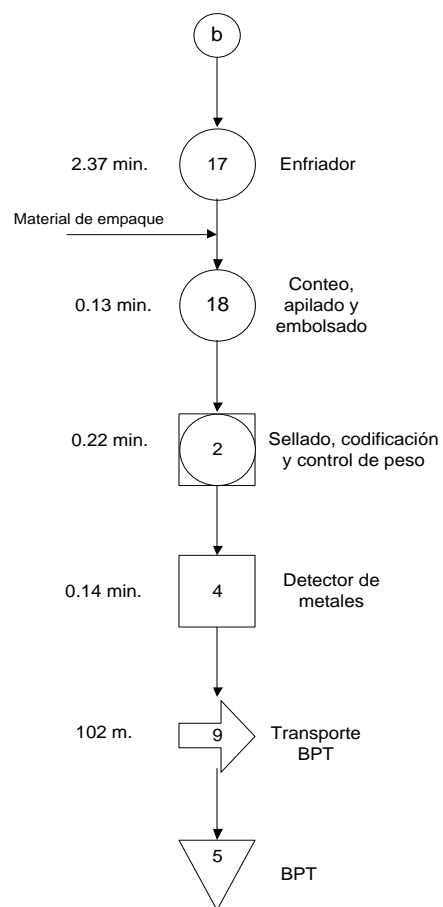 b
2.37 min.
17
Enfriador
Material de empaque
0.13 min.
18
Conteo,
apilado y
embolsado
0.22 min.
2
Sellado, codificación
y control de peso
0.14 min.
4
Detector de
metales
102 m.
9
Transporte
BPT
5
BPT